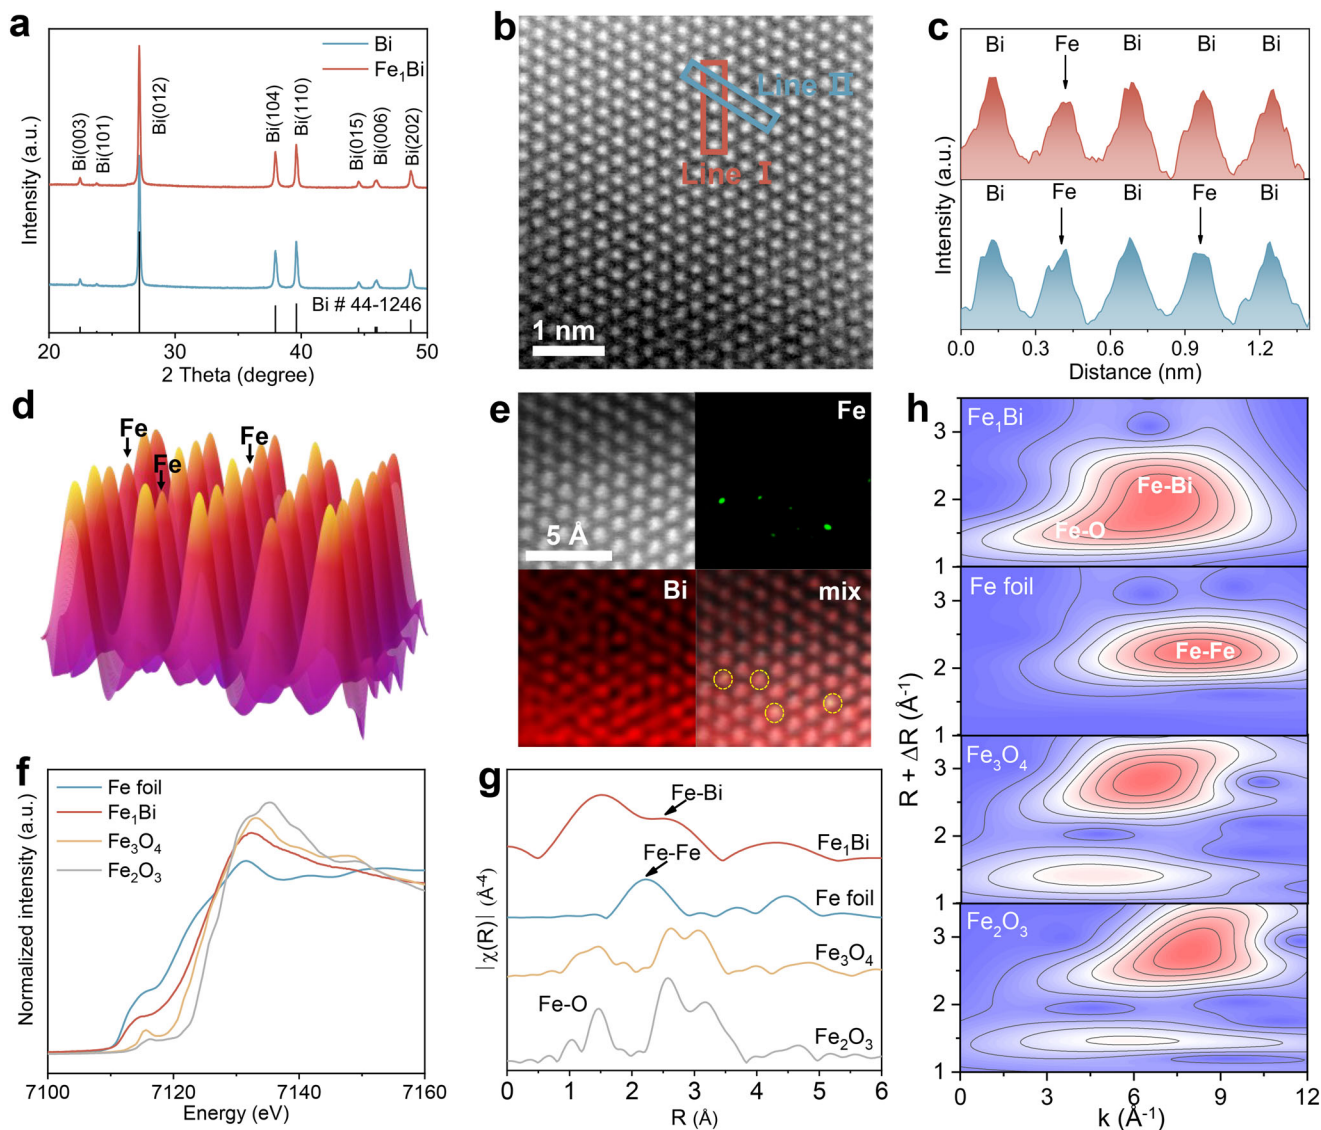 a
Bi
Fe₁Bi
Bi(003)
Bi(101)
Bi(012)
Bi(104)
Bi(110)
Bi(015)
Bi(006)
Bi(202)
Bi # 44-1246
Intensity (a.u.)
20 30 40 50
2 Theta (degree)
b
Line II
Line I
1 nm
c
Bi Fe Bi Bi Bi
Bi Fe Bi Fe Bi
Intensity (a.u.)
0.0 0.3 0.6 0.9 1.2
Distance (nm)
d
Fe
Fe
Fe
e
Fe
5 Å
Bi
mix
f
Fe foil
Fe₁Bi
Fe₃O₄
Fe₂O₃
Normalized intensity (a.u.)
7100 7120 7140 7160
Energy (eV)
g
Fe-Bi
Fe₁Bi
Fe-Fe
Fe foil
Fe₃O₄
Fe-O
Fe₂O₃
|χ(R)| (Å⁻⁴)
0 1 2 3 4 5 6
R (Å)
h
Fe₁Bi
3
Fe-Bi
2
Fe-O
1
Fe foil
3
Fe-Fe
2
1
Fe₃O₄
3
2
1
Fe₂O₃
3
2
1
R + ΔR (Å⁻¹)
0 3 6 9 12
k (Å⁻¹)